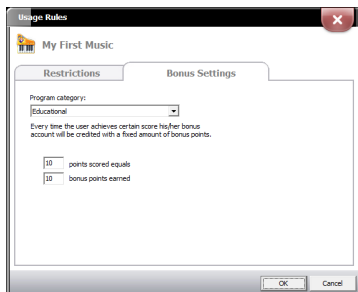 Usage Rules
My First Music
Restrictions
Bonus Settings
Program category:
Educational
Every time the user achieves certain score his/her bonus
account will be credited with a fixed amount of bonus points.
10 points scored equals
10 bonus points earned
OK
Cancel